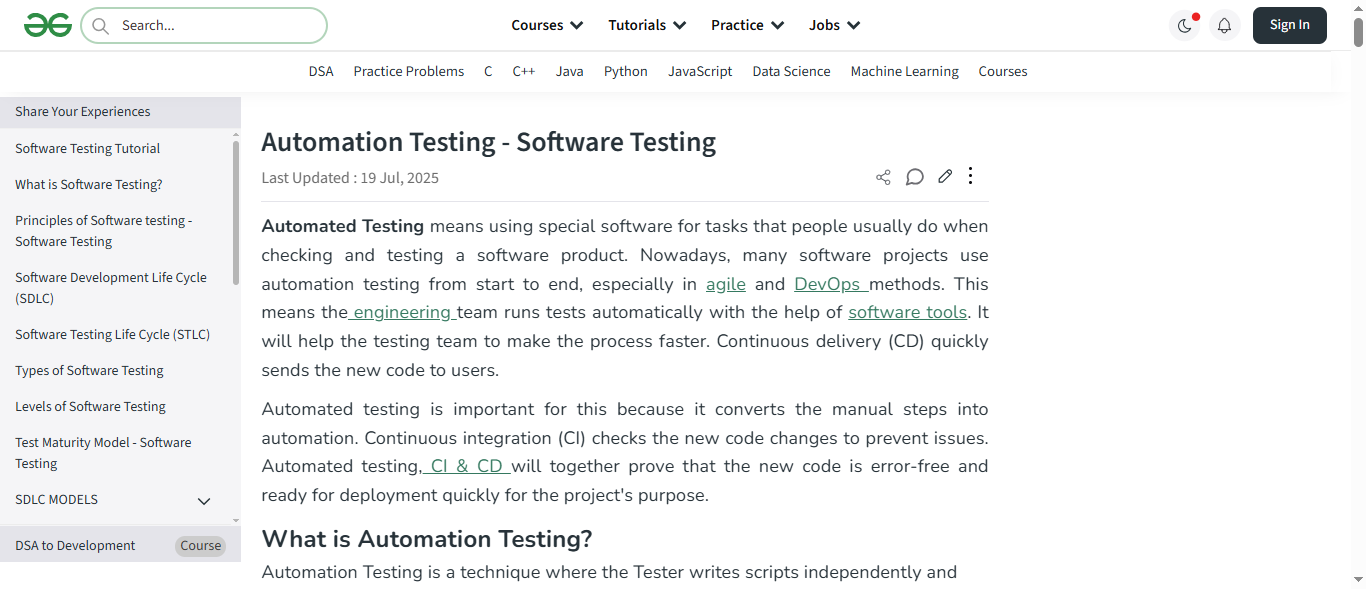 Search...
Courses
Tutorials
Practice
Jobs
Sign In
DSA
Practice Problems
C
C++
Java
Python
JavaScript
Data Science
Machine Learning
Courses
Share Your Experiences
Software Testing Tutorial
What is Software Testing?
Principles of Software testing -
Software Testing
Software Development Life Cycle
(SDLC)
Software Testing Life Cycle (STLC)
Types of Software Testing
Levels of Software Testing
Test Maturity Model - Software
Testing
SDLC MODELS
DSA to Development
Course
Automation Testing - Software Testing
Last Updated : 19 Jul, 2025
Automated Testing means using special software for tasks that people usually do when
checking and testing a software product. Nowadays, many software projects use
automation testing from start to end, especially in agile and DevOps methods. This
means the engineering team runs tests automatically with the help of software tools. It
will help the testing team to make the process faster. Continuous delivery (CD) quickly
sends the new code to users.
Automated testing is important for this because it converts the manual steps into
automation. Continuous integration (CI) checks the new code changes to prevent issues.
Automated testing, CI & CD will together prove that the new code is error-free and
ready for deployment quickly for the project's purpose.
What is Automation Testing?
Automation Testing is a technique where the Tester writes scripts independently and